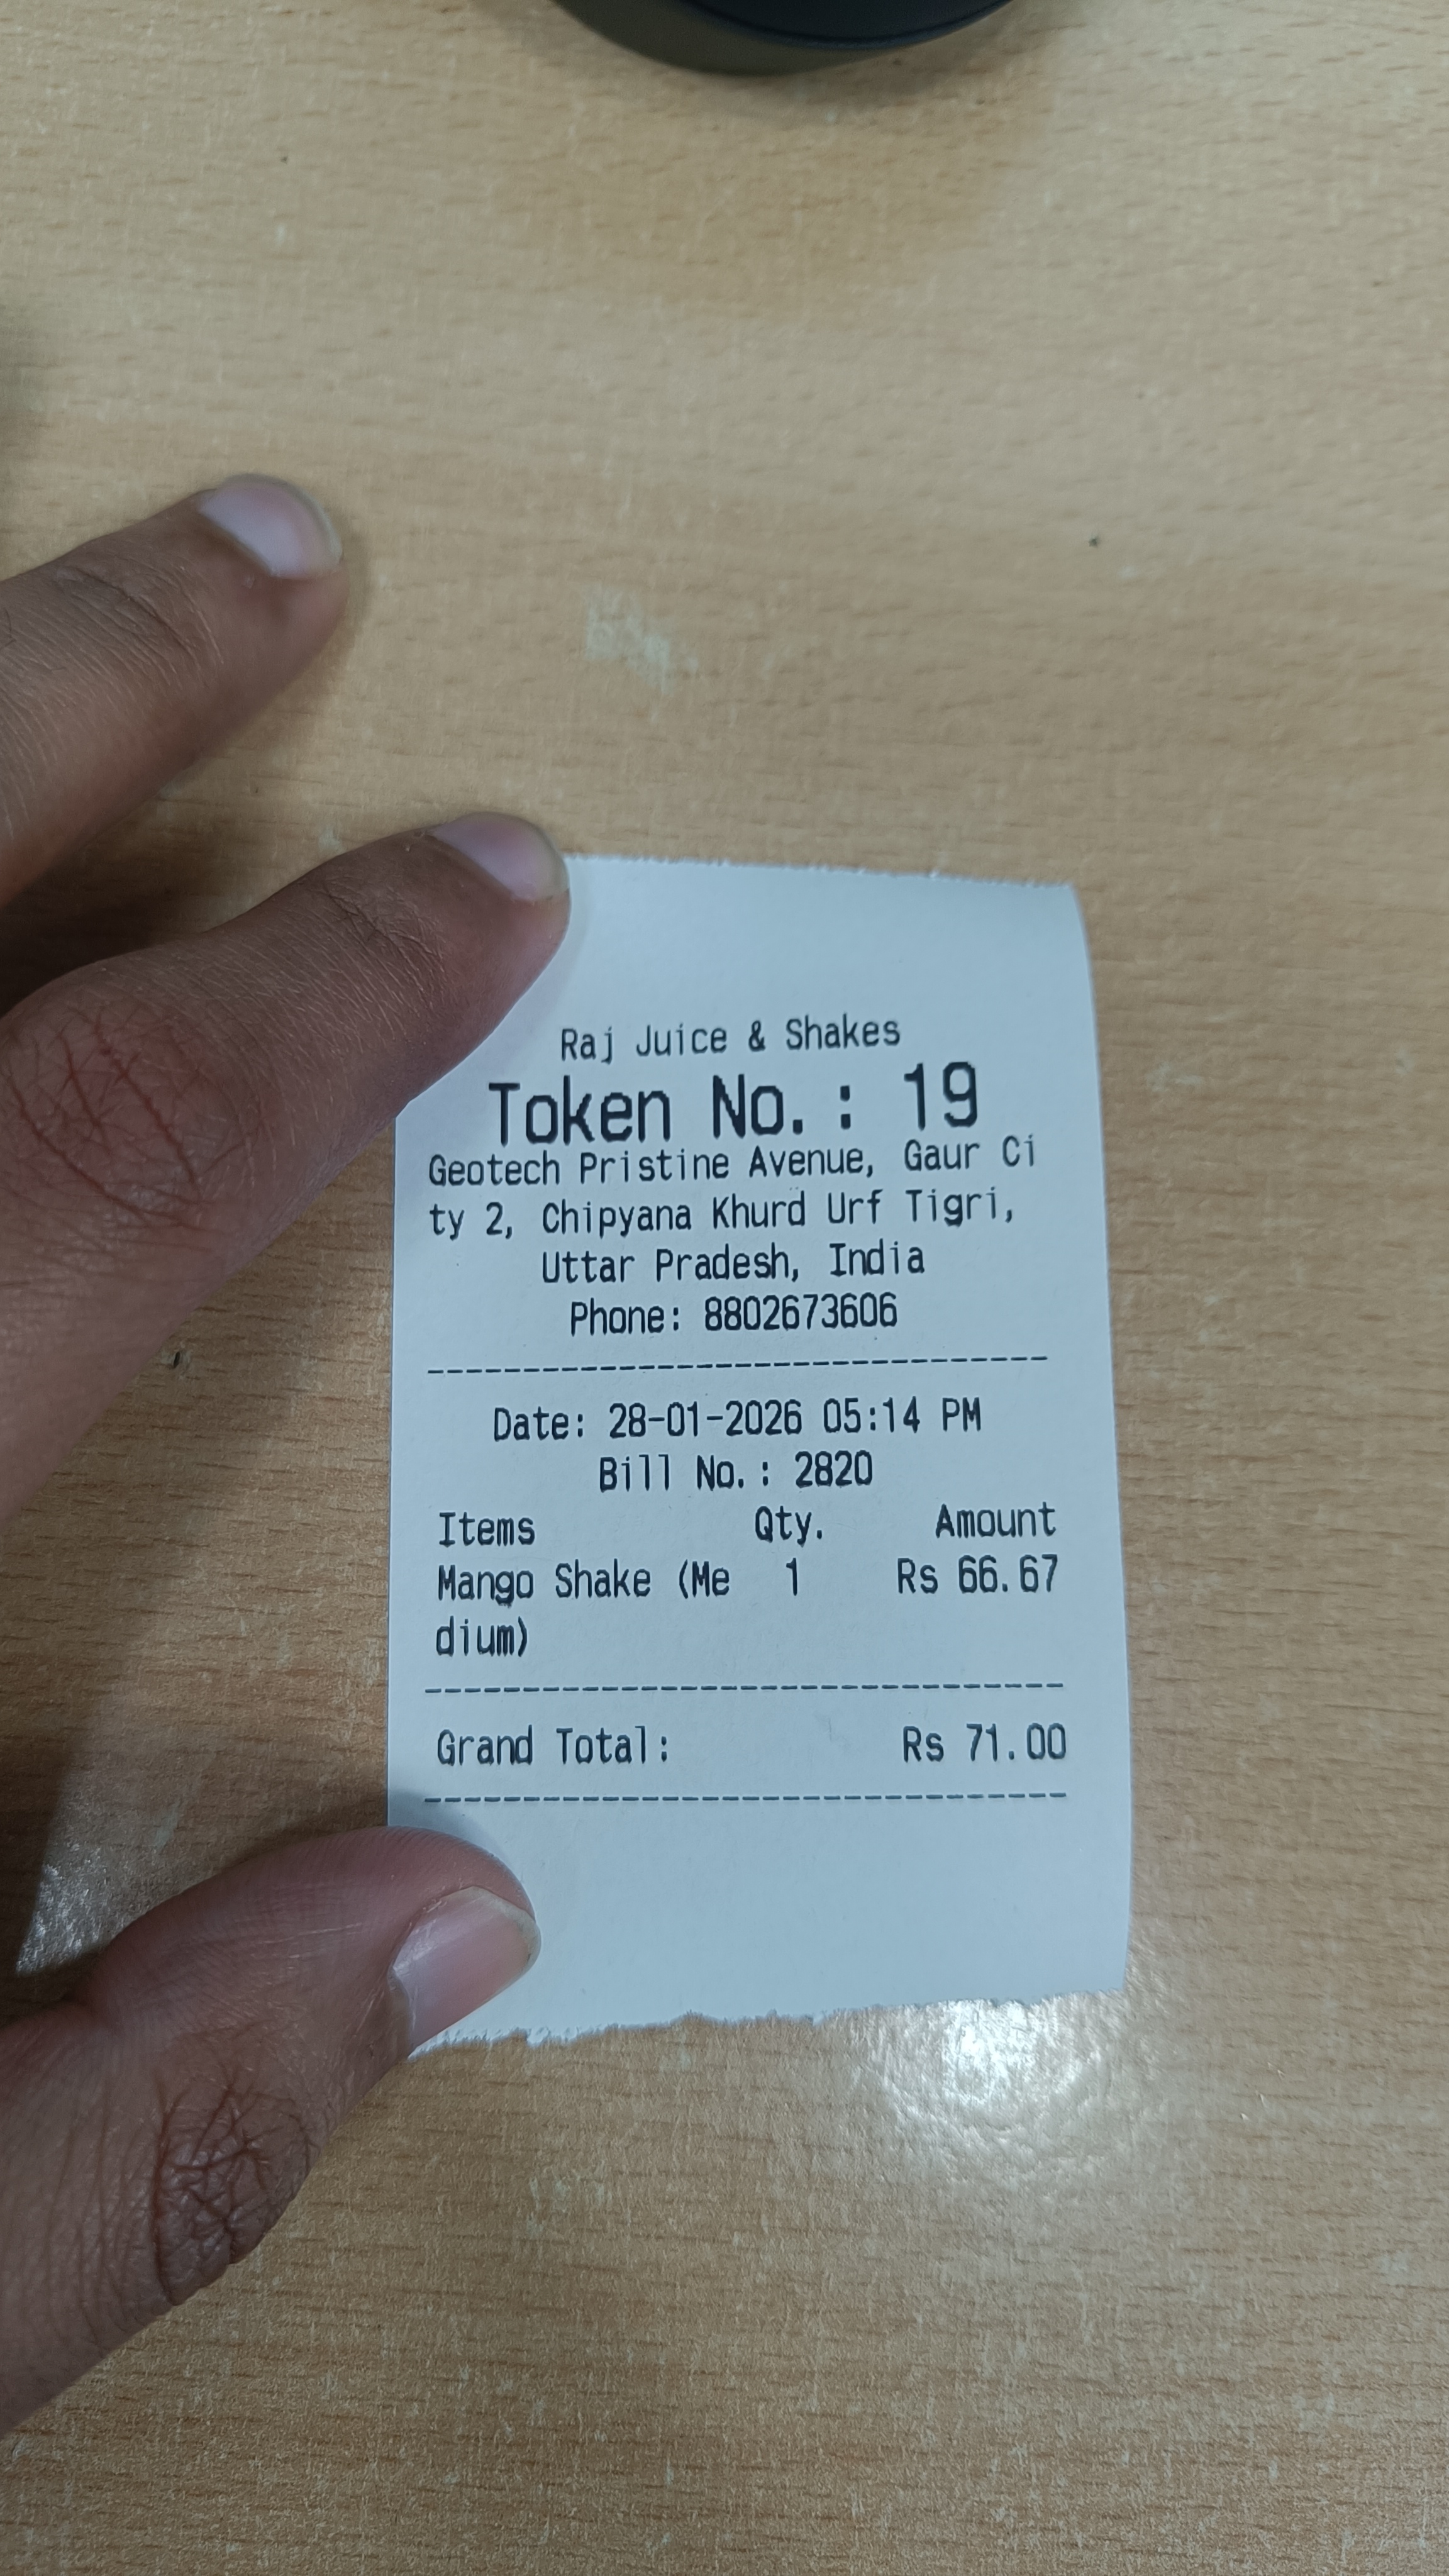 Raj Juice & Shakes
Token No.: 19
Geotech Pristine Avenue, Gaur Ci
ty 2, Chipyana Khurd Urf Tigri,
Uttar Pradesh, India
Phone: 8802673606
--------------------------------
Date: 28-01-2026 05:14 PM
Bill No.: 2820
Items Qty. Amount
Mango Shake (Me 1 Rs 66.67
dium)
--------------------------------
Grand Total: Rs 71.00
--------------------------------